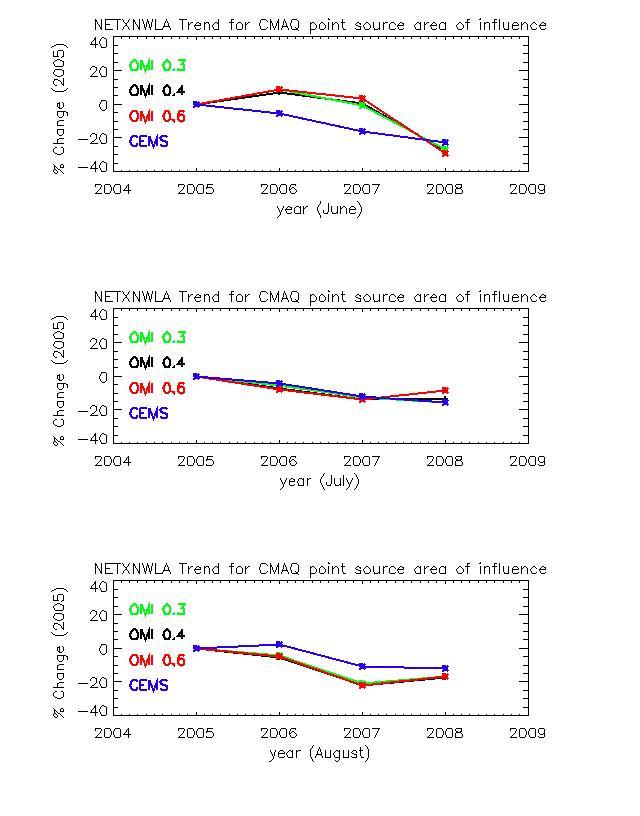 NETXNWLA Trend for CMAQ point source area of influence
% Change (2005)
40
20
0
−20
−40
OMI 0.3
OMI 0.4
OMI 0.6
CEMS
2004 2005 2006 2007 2008 2009
year (June)
NETXNWLA Trend for CMAQ point source area of influence
% Change (2005)
40
20
0
−20
−40
OMI 0.3
OMI 0.4
OMI 0.6
CEMS
2004 2005 2006 2007 2008 2009
year (July)
NETXNWLA Trend for CMAQ point source area of influence
% Change (2005)
40
20
0
−20
−40
OMI 0.3
OMI 0.4
OMI 0.6
CEMS
2004 2005 2006 2007 2008 2009
year (August)